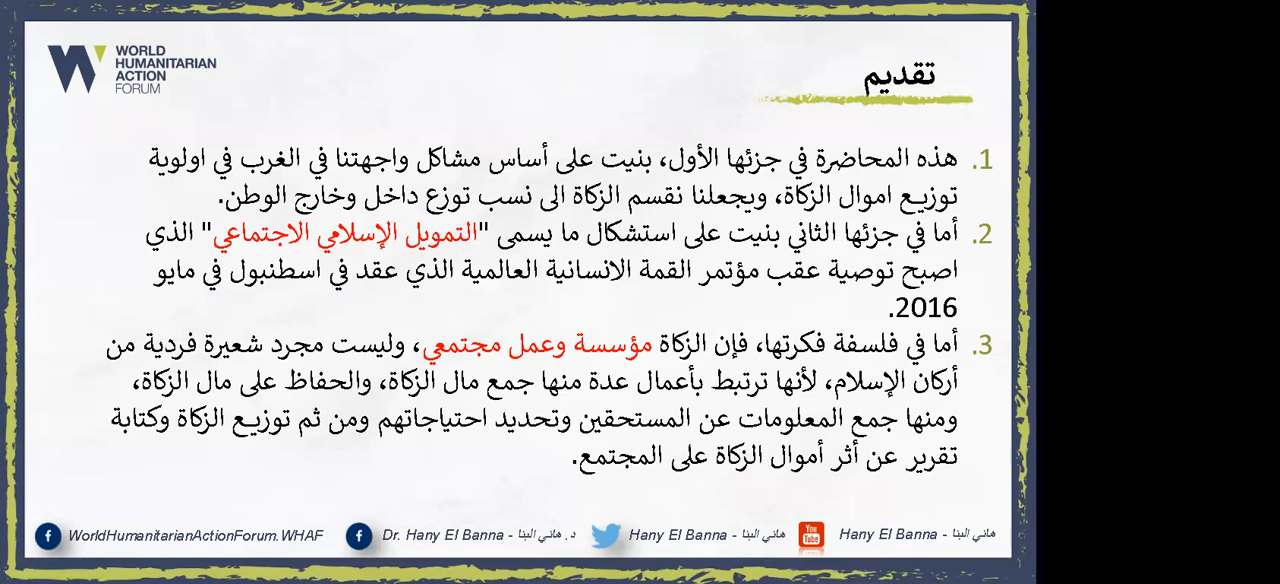 WORLD
HUMANITARIAN
ACTION
FORUM
تقديم
1. هذه المحاضرة في جزئها الأول، بنيت على أساس مشاكل واجهتنا في الغرب في اولوية
توزيع اموال الزكاة، ويجعلنا نقسم الزكاة الى نسب توزع داخل وخارج الوطن.
2. أما في جزئها الثاني بنيت على استشكال ما يسمى "التمويل الإسلامي الاجتماعي" الذي
اصبح توصية عقب مؤتمر القمة الانسانية العالمية الذي عقد في اسطنبول في مايو
2016.
3. أما في فلسفة فكرتها، فإن الزكاة مؤسسة وعمل مجتمعي، وليست مجرد شعيرة فردية من
أركان الإسلام، لأنها ترتبط بأعمال عدة منها جمع مال الزكاة، والحفاظ على مال الزكاة،
ومنها جمع المعلومات عن المستحقين وتحديد احتياجاتهم ومن ثم توزيع الزكاة وكتابة
تقرير عن أثر أموال الزكاة على المجتمع.
WorldHumanitarianActionForum.WHAF
Dr. Hany El Banna - د. هاني البنا
Hany El Banna - هاني البنا
You Tube
Hany El Banna - هاني البنا